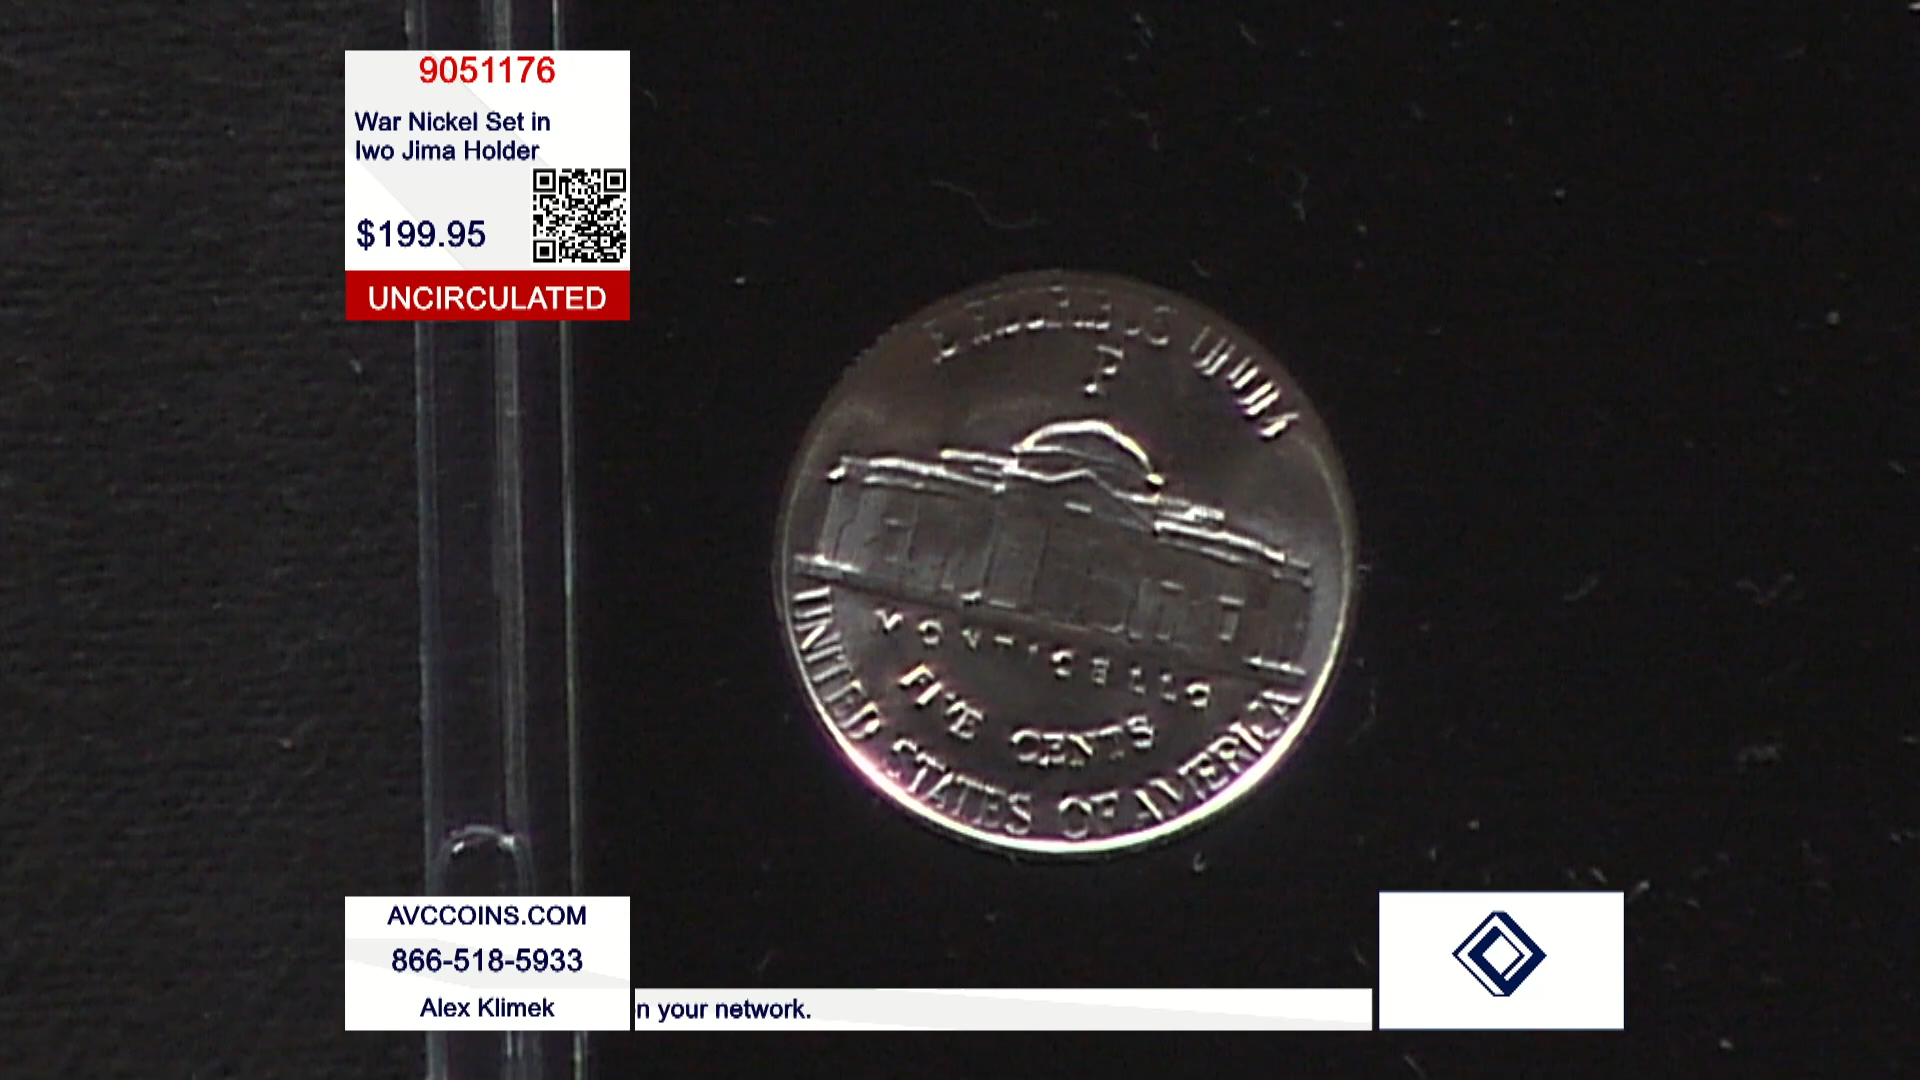 9051176
War Nickel Set in
Iwo Jima Holder
$199.95
UNCIRCULATED
E PLURIBUS UNUM
P
MONTICELLO
FIVE CENTS
UNITED STATES OF AMERICA
AVCCOINS.COM
866-518-5933
Alex Klimek
n your network.